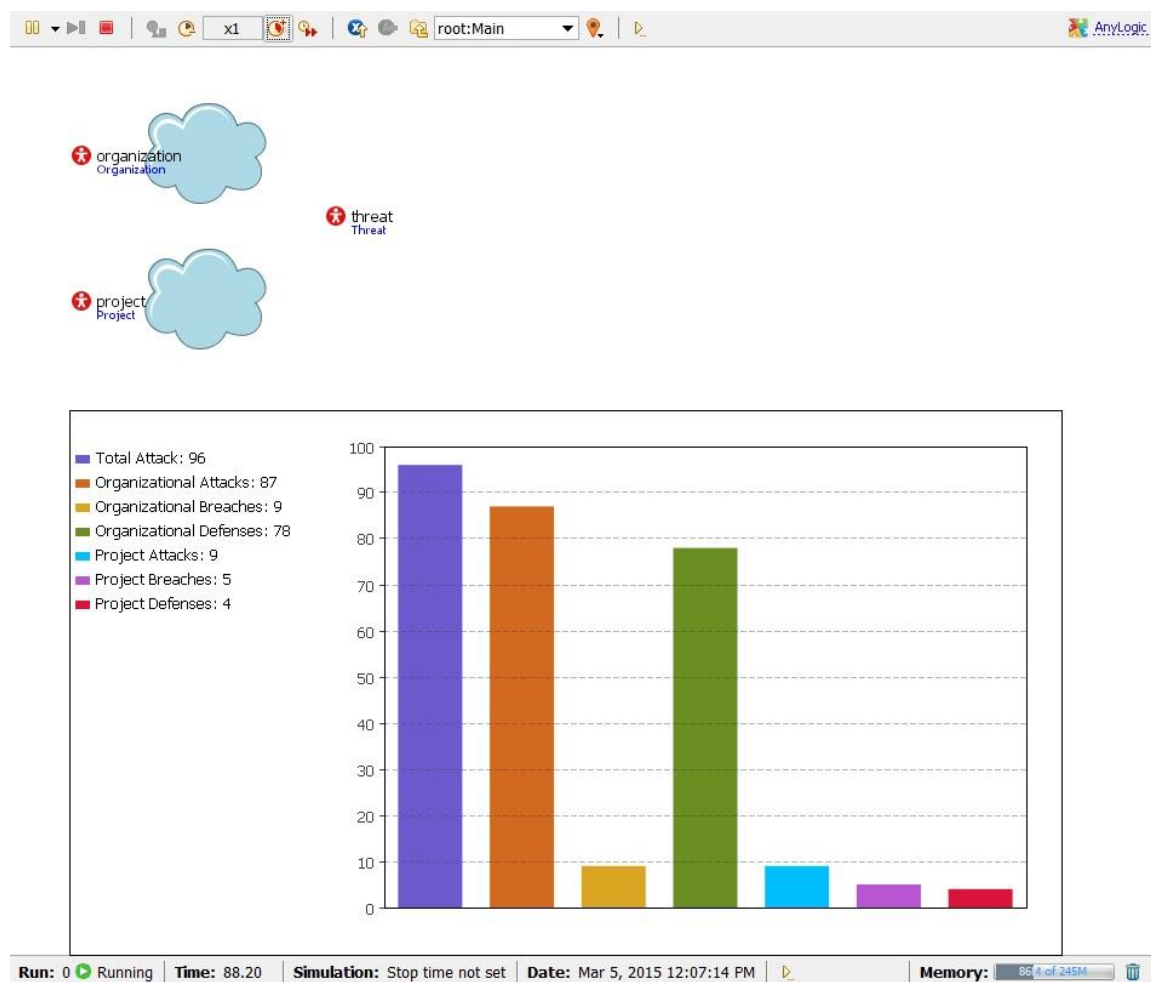 x1 root:Main AnyLogic
organization
Organization
threat
Threat
project
Project
Total Attack: 96
Organizational Attacks: 87
Organizational Breaches: 9
Organizational Defenses: 78
Project Attacks: 9
Project Breaches: 5
Project Defenses: 4
100
90
80
70
60
50
40
30
20
10
0
Run: 0 Running Time: 88.20 Simulation: Stop time not set Date: Mar 5, 2015 12:07:14 PM Memory: 86M of 245M